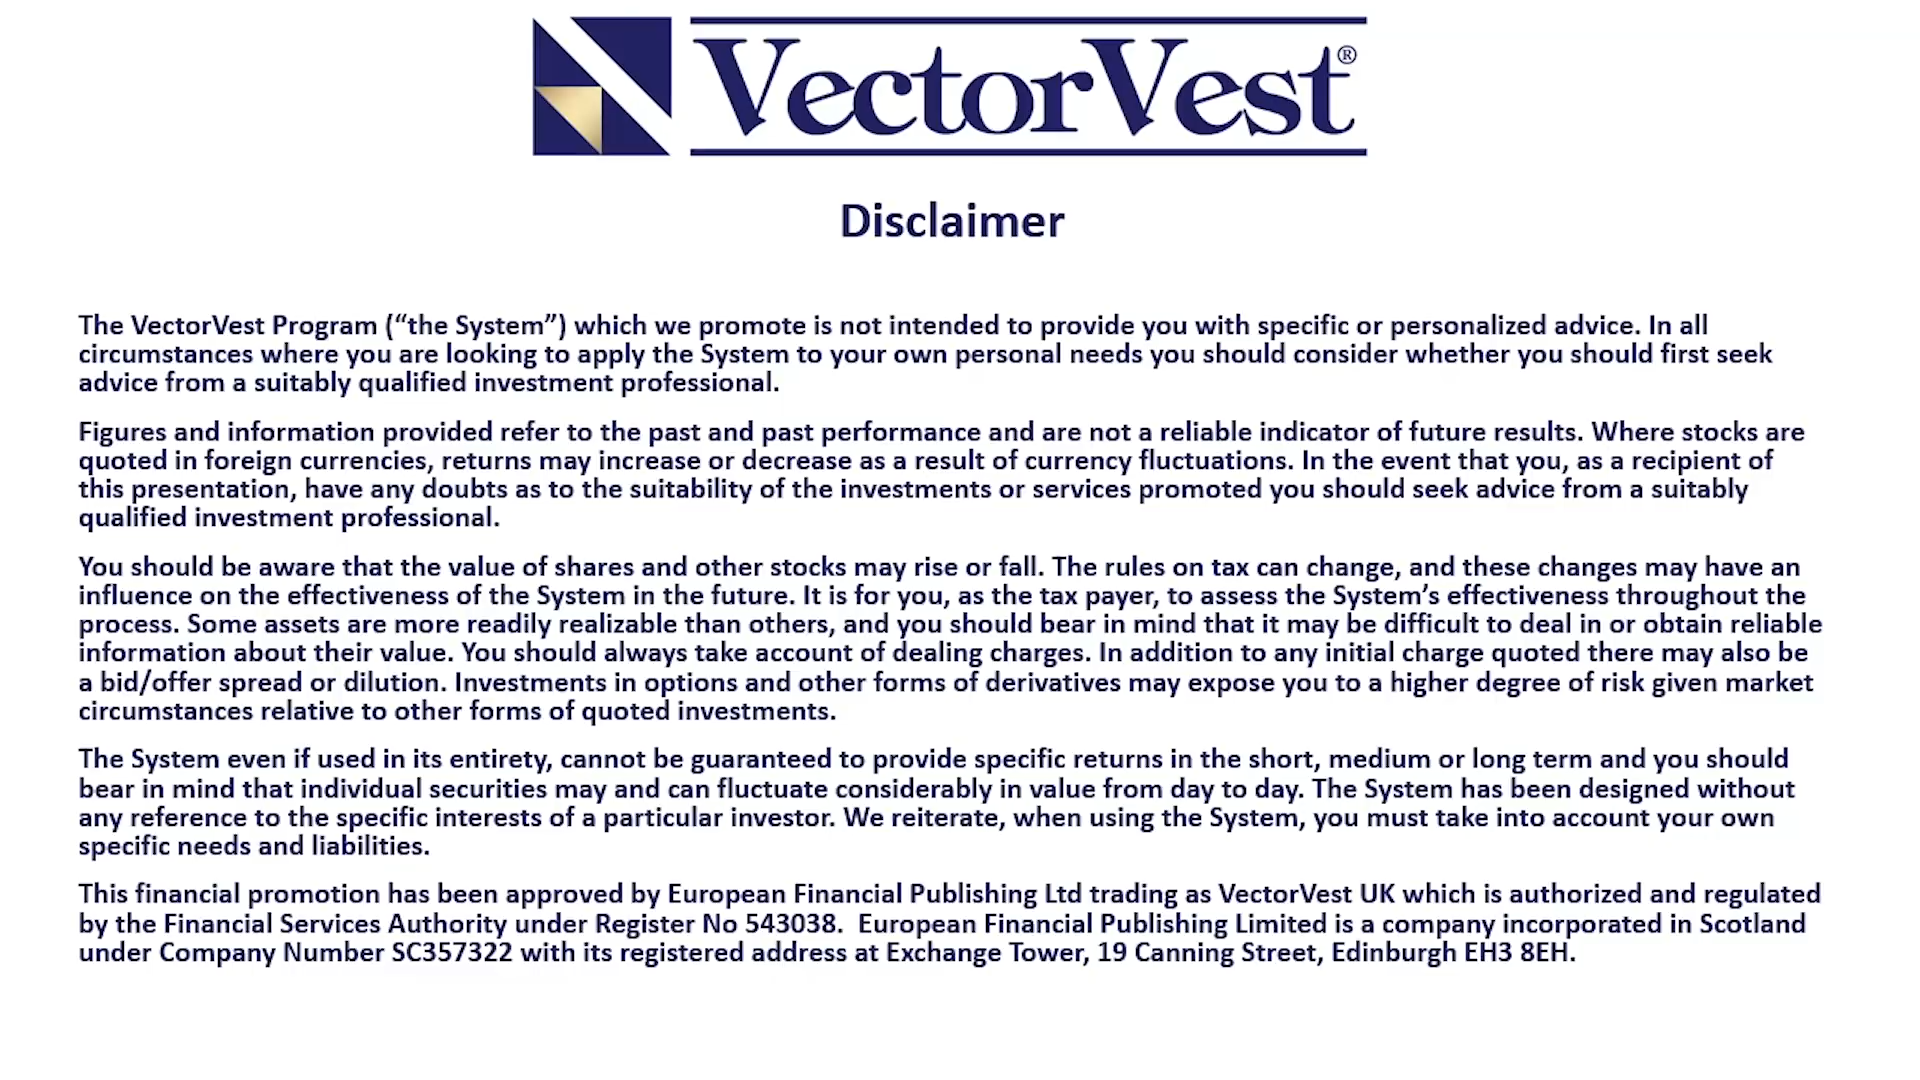 VectorVest®
Disclaimer
The VectorVest Program (“the System”) which we promote is not intended to provide you with specific or personalized advice. In all
circumstances where you are looking to apply the System to your own personal needs you should consider whether you should first seek
advice from a suitably qualified investment professional.
Figures and information provided refer to the past and past performance and are not a reliable indicator of future results. Where stocks are
quoted in foreign currencies, returns may increase or decrease as a result of currency fluctuations. In the event that you, as a recipient of
this presentation, have any doubts as to the suitability of the investments or services promoted you should seek advice from a suitably
qualified investment professional.
You should be aware that the value of shares and other stocks may rise or fall. The rules on tax can change, and these changes may have an
influence on the effectiveness of the System in the future. It is for you, as the tax payer, to assess the System’s effectiveness throughout the
process. Some assets are more readily realizable than others, and you should bear in mind that it may be difficult to deal in or obtain reliable
information about their value. You should always take account of dealing charges. In addition to any initial charge quoted there may also be
a bid/offer spread or dilution. Investments in options and other forms of derivatives may expose you to a higher degree of risk given market
circumstances relative to other forms of quoted investments.
The System even if used in its entirety, cannot be guaranteed to provide specific returns in the short, medium or long term and you should
bear in mind that individual securities may and can fluctuate considerably in value from day to day. The System has been designed without
any reference to the specific interests of a particular investor. We reiterate, when using the System, you must take into account your own
specific needs and liabilities.
This financial promotion has been approved by European Financial Publishing Ltd trading as VectorVest UK which is authorized and regulated
by the Financial Services Authority under Register No 543038.  European Financial Publishing Limited is a company incorporated in Scotland
under Company Number SC357322 with its registered address at Exchange Tower, 19 Canning Street, Edinburgh EH3 8EH.